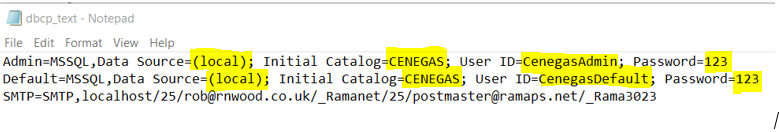 dbcp_text - Notepad
File Edit Format View Help
Admin=MSSQL,Data Source=(local); Initial Catalog=CENEGAS; User ID=CenegasAdmin; Password=123
Default=MSSQL,Data Source=(local); Initial Catalog=CENEGAS; User ID=CenegasDefault; Password=123
SMTP=SMTP,localhost/25/rob@rnwood.co.uk/_Ramanet/25/postmaster@ramaps.net/_Rama3023